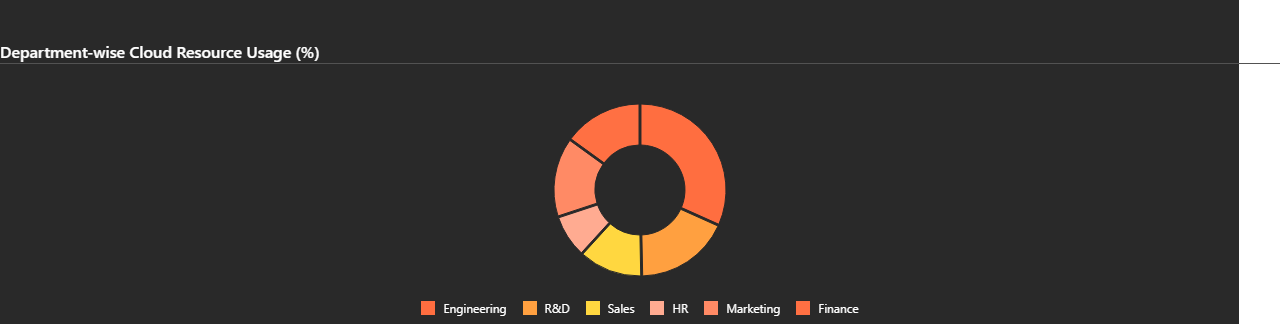 Department-wise Cloud Resource Usage (%)
Engineering R&D Sales HR Marketing Finance